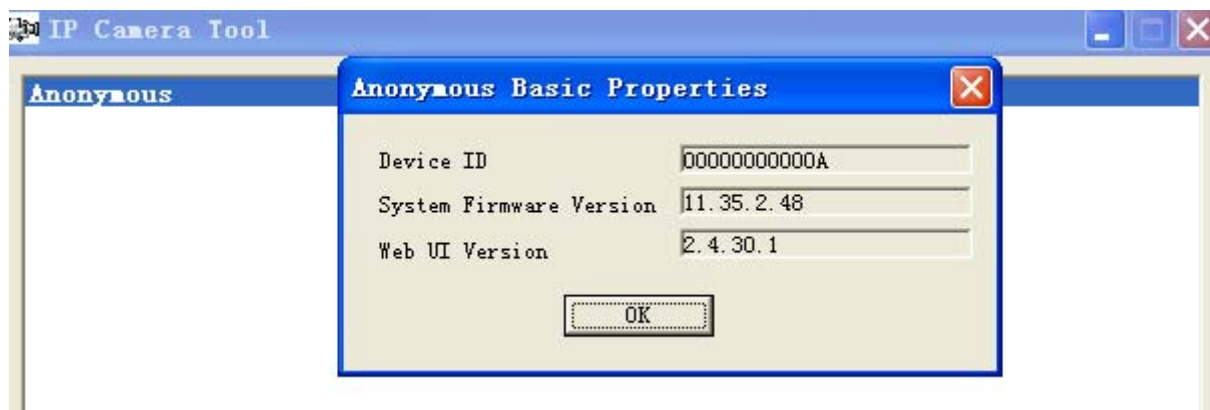 IP Camera Tool
Anonymous
Anonymous Basic Properties
Device ID 00000000000A
System Firmware Version 11.35.2.48
Web UI Version 2.4.30.1
OK